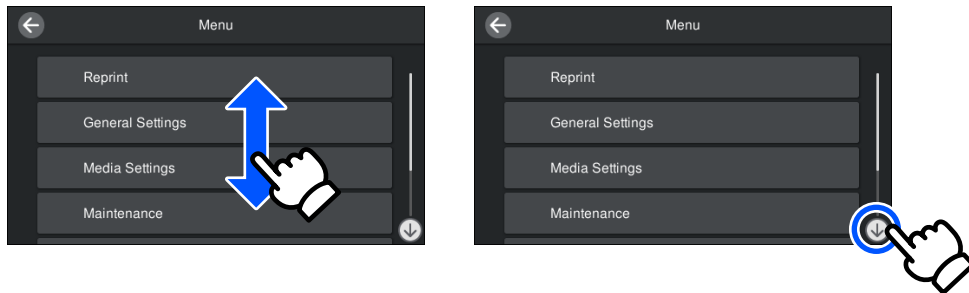 Menu
Reprint
General Settings
Media Settings
Maintenance
Menu
Reprint
General Settings
Media Settings
Maintenance